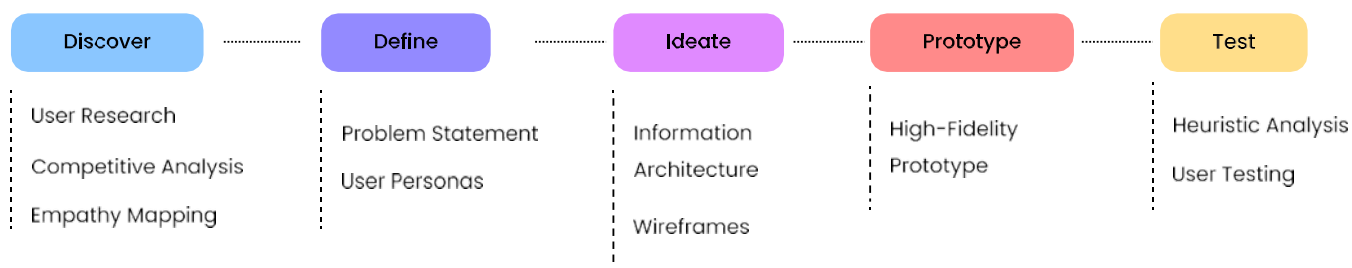 Discover
Define
Ideate
Prototype
Test
User Research
Competitive Analysis
Empathy Mapping
Problem Statement
User Personas
Information
Architecture
Wireframes
High-Fidelity
Prototype
Heuristic Analysis
User Testing